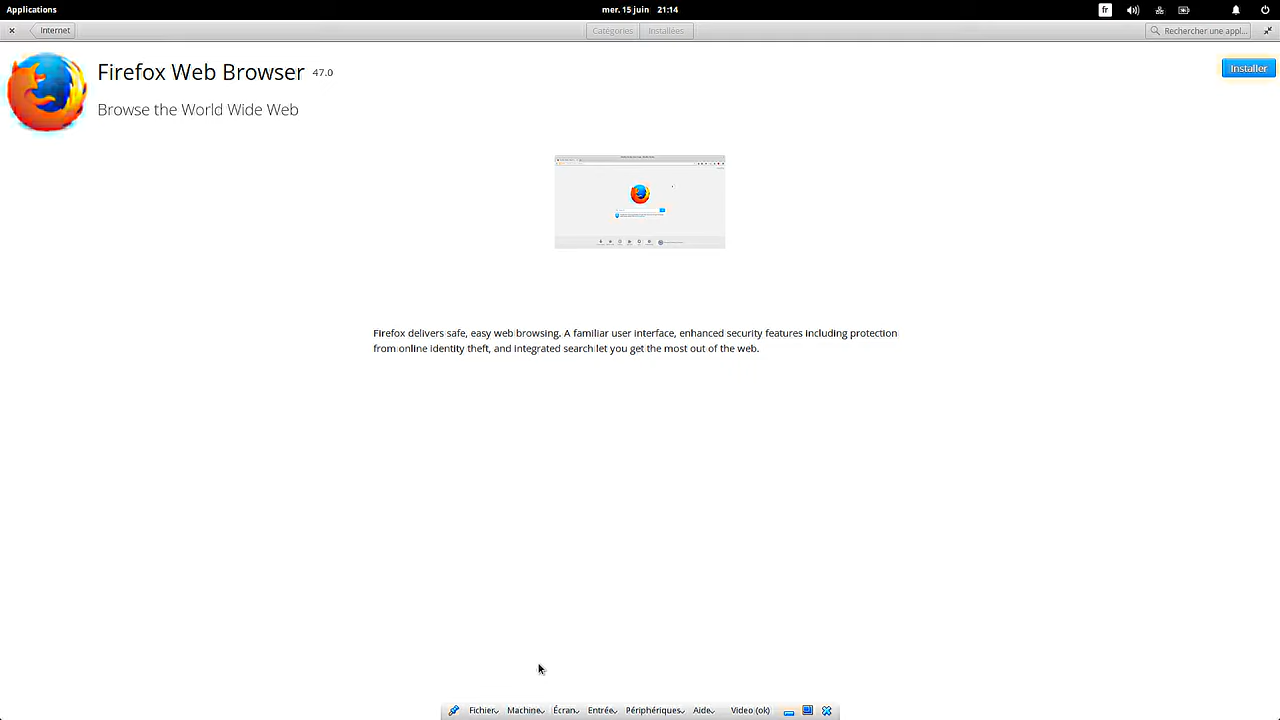 Applications
mer. 15 juin 21:14
fr
Internet
Catégories
Installées
Rechercher une appl...
Firefox Web Browser 47.0
Installer
Browse the World Wide Web
Firefox delivers safe, easy web browsing. A familiar user interface, enhanced security features including protection
from online identity theft, and integrated search let you get the most out of the web.
Fichier
Machine
Écran
Entrée
Périphériques
Aide
Video (ok)